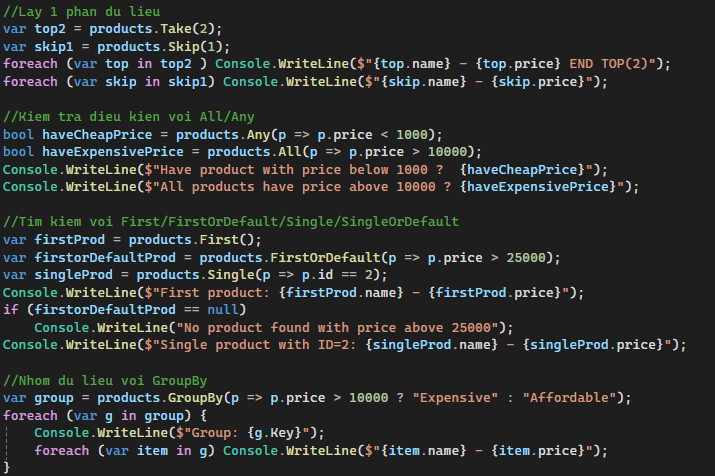 //Lay 1 phan du lieu
var top2 = products.Take(2);
var skip1 = products.Skip(1);
foreach (var top in top2 ) Console.WriteLine($"{top.name} - {top.price} END TOP(2)");
foreach (var skip in skip1) Console.WriteLine($"{skip.name} - {skip.price}");
//Kiem tra dieu kien voi All/Any
bool haveCheapPrice = products.Any(p => p.price < 1000);
bool haveExpensivePrice = products.All(p => p.price > 10000);
Console.WriteLine($"Have product with price below 1000 ?  {haveCheapPrice}");
Console.WriteLine($"All products have price above 10000 ? {haveExpensivePrice}");
//Tim kiem voi First/FirstOrDefault/Single/SingleOrDefault
var firstProd = products.First();
var firstorDefaultProd = products.FirstOrDefault(p => p.price > 25000);
var singleProd = products.Single(p => p.id == 2);
Console.WriteLine($"First product: {firstProd.name} - {firstProd.price}");
if (firstorDefaultProd == null)
    Console.WriteLine("No product found with price above 25000");
Console.WriteLine($"Single product with ID=2: {singleProd.name} - {singleProd.price}");
//Nhom du lieu voi GroupBy
var group = products.GroupBy(p => p.price > 10000 ? "Expensive" : "Affordable");
foreach (var g in group) {
    Console.WriteLine($"Group: {g.Key}");
    foreach (var item in g) Console.WriteLine($"{item.name} - {item.price}");
}